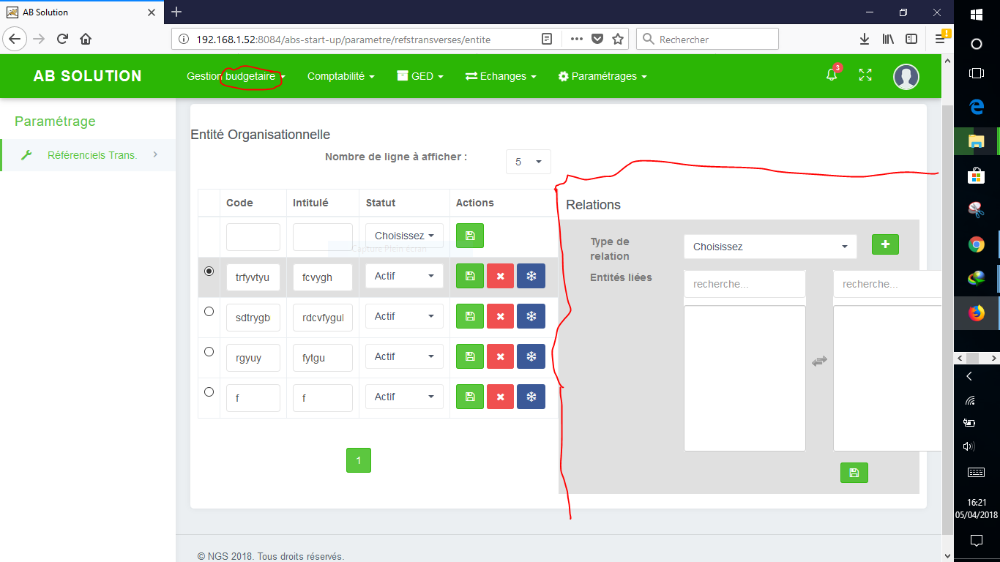 AB Solution
192.168.1.52:8084/abs-start-up/parametre/refstransverses/entite
Rechercher
AB SOLUTION
Gestion budgetaire
Comptabilité
GED
Echanges
Paramétrages
3
Paramétrage
Référenciels Trans.
Entité Organisationnelle
Nombre de ligne à afficher :
5
Code Intitulé Statut Actions
Choisissez
Capture Plein écran
trfyvtyu fcvygh Actif
sdtrygb rdcvfygul Actif
rgyuy fytgu Actif
f f Actif
1
Relations
Type de
relation
Choisissez
Entités liées
recherche...
recherche...
© NGS 2018. Tous droits réservés.
16:21
05/04/2018